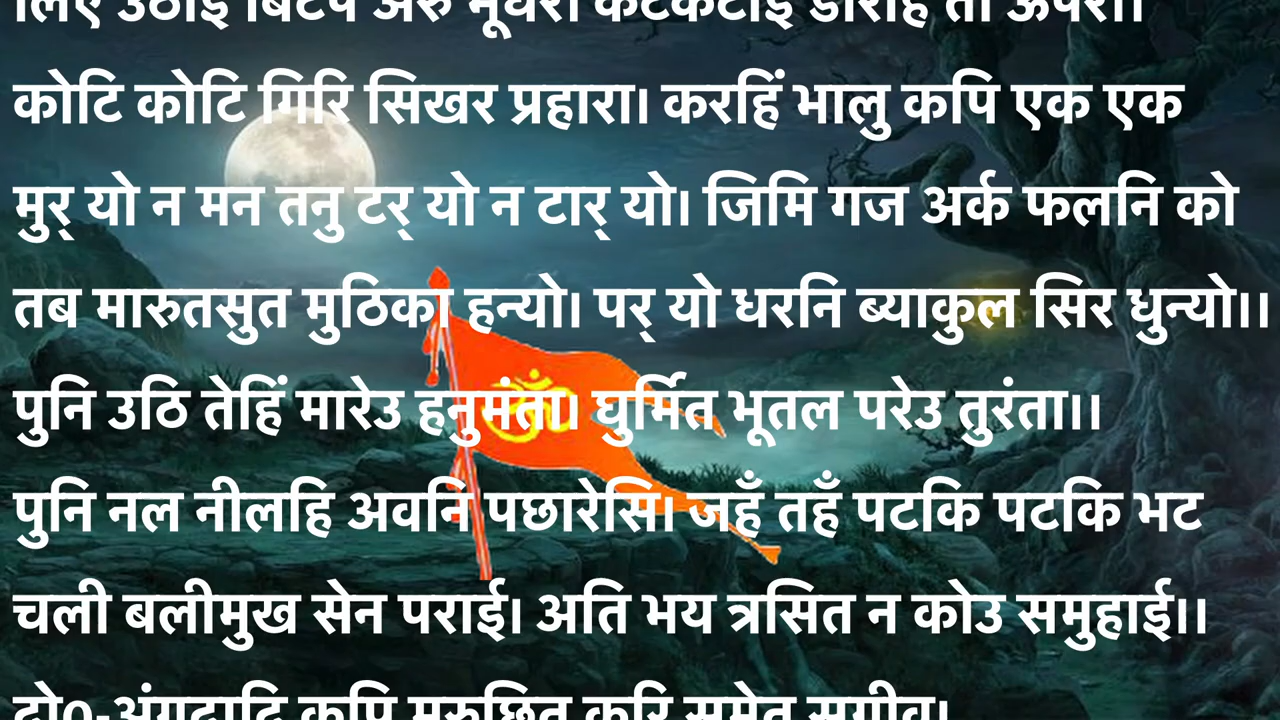 लिए उठाइ बिटप अरु भूधर। कटकटाइ डारहिं ता ऊपर।।
कोटि कोटि गिरि सिखर प्रहारा। करहिं भालु कपि एक एक
मुर् यो न मन तनु टर् यो न टार् यो। जिमि गज अर्क फलनि को
तब मारुतसुत मुठिका हन्यो। पर् यो धरनि ब्याकुल सिर धुन्यो।।
पुनि उठि तेहिं मारेउ हनुमंता। घुर्मित भूतल परेउ तुरंता।।
पुनि नल नीलहि अवनि पछारेसि। जहँ तहँ पटकि पटकि भट
चली बलीमुख सेन पराई। अति भय त्रसित न कोउ समुहाई।।
दो0-अंगदादि कपि मुरुछित करि समेत सुग्रीव।